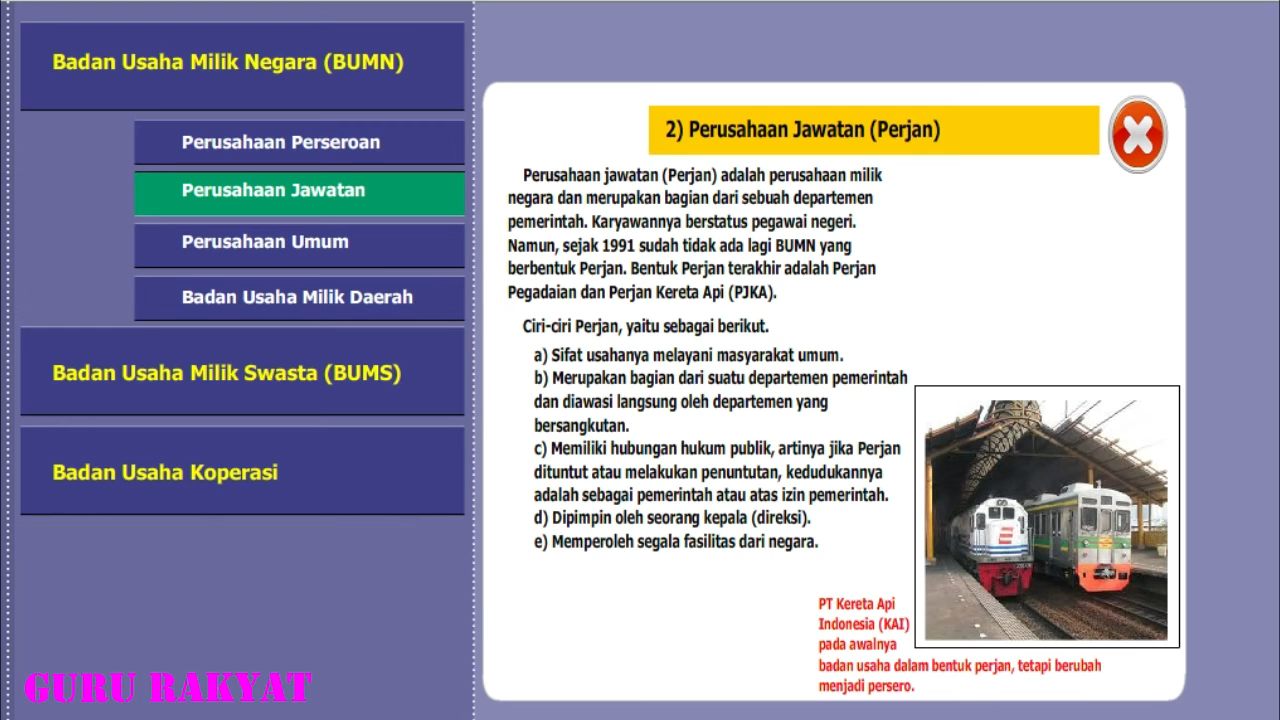 Badan Usaha Milik Negara (BUMN)
Perusahaan Perseroan
Perusahaan Jawatan
Perusahaan Umum
Badan Usaha Milik Daerah
Badan Usaha Milik Swasta (BUMS)
Badan Usaha Koperasi
GURU RAKYAT
2) Perusahaan Jawatan (Perjan)
Perusahaan jawatan (Perjan) adalah perusahaan milik
negara dan merupakan bagian dari sebuah departemen
pemerintah. Karyawannya berstatus pegawai negeri.
Namun, sejak 1991 sudah tidak ada lagi BUMN yang
berbentuk Perjan. Bentuk Perjan terakhir adalah Perjan
Pegadaian dan Perjan Kereta Api (PJKA).
Ciri-ciri Perjan, yaitu sebagai berikut.
a) Sifat usahanya melayani masyarakat umum.
b) Merupakan bagian dari suatu departemen pemerintah
dan diawasi langsung oleh departemen yang
bersangkutan.
c) Memiliki hubungan hukum publik, artinya jika Perjan
dituntut atau melakukan penuntutan, kedudukannya
adalah sebagai pemerintah atau atas izin pemerintah.
d) Dipimpin oleh seorang kepala (direksi).
e) Memperoleh segala fasilitas dari negara.
PT Kereta Api
Indonesia (KAI)
pada awalnya
badan usaha dalam bentuk perjan, tetapi berubah
menjadi persero.